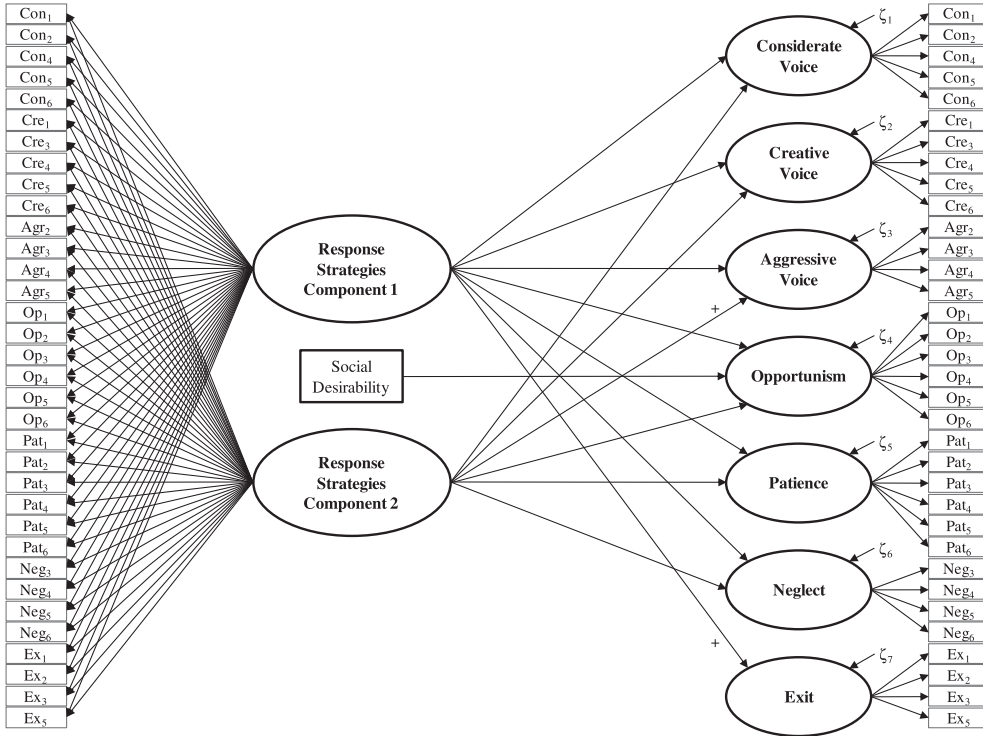 Con₁
Con₂
Con₄
Con₅
Con₆
Cre₁
Cre₃
Cre₄
Cre₅
Cre₆
Agr₂
Agr₃
Agr₄
Agr₅
Op₁
Op₂
Op₃
Op₄
Op₅
Op₆
Pat₁
Pat₂
Pat₃
Pat₄
Pat₅
Pat₆
Neg₃
Neg₄
Neg₅
Neg₆
Ex₁
Ex₂
Ex₃
Ex₅
Response
Strategies
Component 1
Social
Desirability
Response
Strategies
Component 2
+
+
ζ₁
Considerate
Voice
ζ₂
Creative
Voice
ζ₃
Aggressive
Voice
ζ₄
Opportunism
ζ₅
Patience
ζ₆
Neglect
ζ₇
Exit
Con₁
Con₂
Con₄
Con₅
Con₆
Cre₁
Cre₃
Cre₄
Cre₅
Cre₆
Agr₂
Agr₃
Agr₄
Agr₅
Op₁
Op₂
Op₃
Op₄
Op₅
Op₆
Pat₁
Pat₂
Pat₃
Pat₄
Pat₅
Pat₆
Neg₃
Neg₄
Neg₅
Neg₆
Ex₁
Ex₂
Ex₃
Ex₅